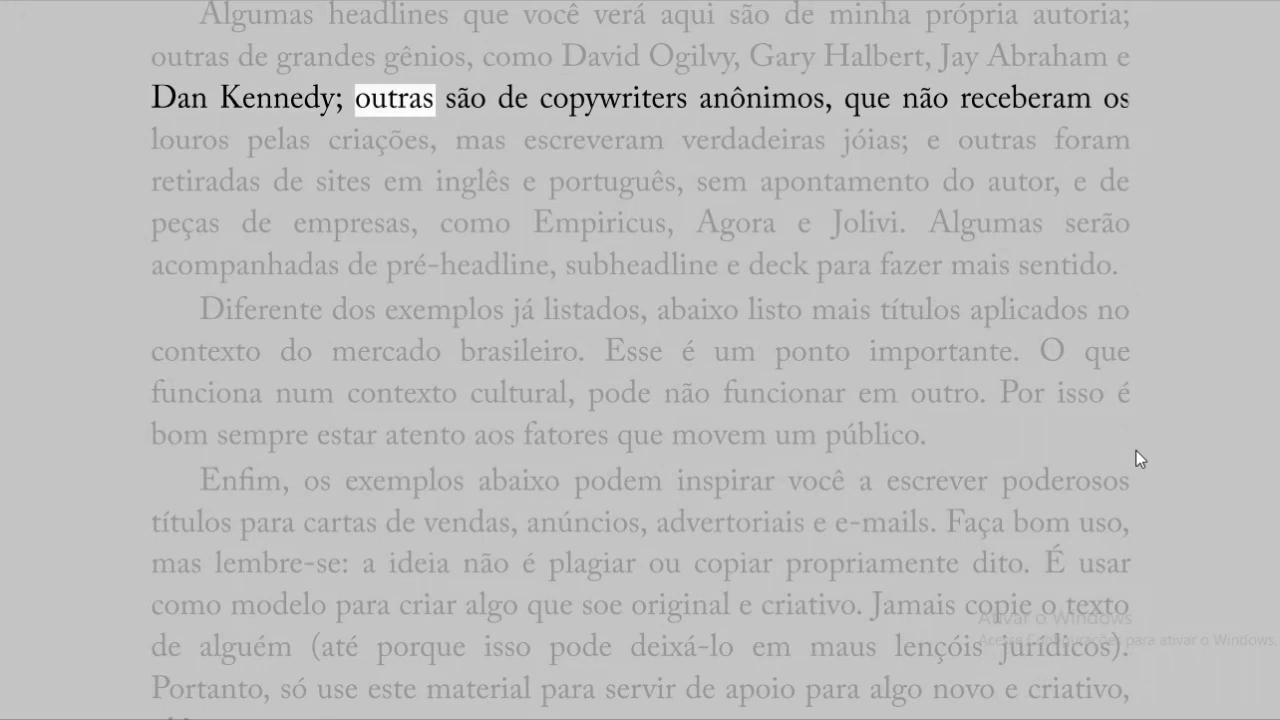 Algumas headlines que você verá aqui são de minha própria autoria;
outras de grandes gênios, como David Ogilvy, Gary Halbert, Jay Abraham e
Dan Kennedy; outras são de copywriters anônimos, que não receberam os
louros pelas criações, mas escreveram verdadeiras jóias; e outras foram
retiradas de sites em inglês e português, sem apontamento do autor, e de
peças de empresas, como Empiricus, Agora e Jolivi. Algumas serão
acompanhadas de pré-headline, subheadline e deck para fazer mais sentido.
Diferente dos exemplos já listados, abaixo listo mais títulos aplicados no
contexto do mercado brasileiro. Esse é um ponto importante. O que
funciona num contexto cultural, pode não funcionar em outro. Por isso é
bom sempre estar atento aos fatores que movem um público.
Enfim, os exemplos abaixo podem inspirar você a escrever poderosos
títulos para cartas de vendas, anúncios, advertoriais e e-mails. Faça bom uso,
mas lembre-se: a ideia não é plagiar ou copiar propriamente dito. É usar
como modelo para criar algo que soe original e criativo. Jamais copie o texto
de alguém (até porque isso pode deixá-lo em maus lençóis jurídicos).
Portanto, só use este material para servir de apoio para algo novo e criativo,
Ativar o Windows
Acesse Configurações para ativar o Windows.